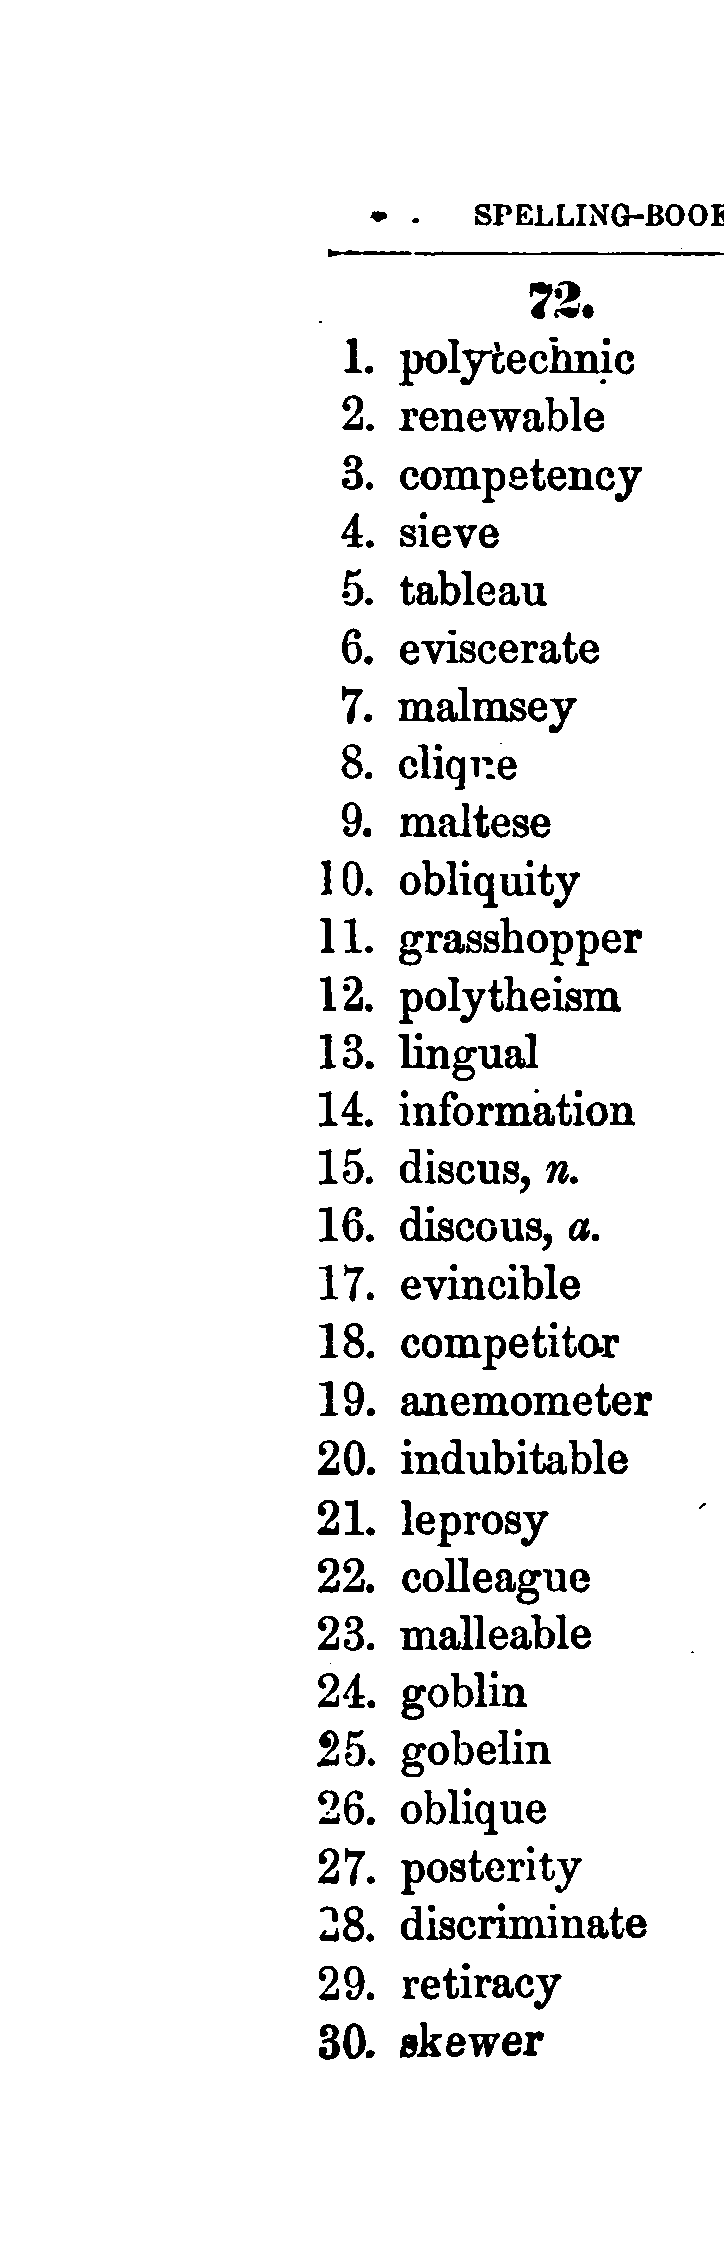 SPELLING-BOOK
72.
1. polytechnic
2. renewable
3. competency
4. sieve
5. tableau
6. eviscerate
7. malmsey
8. clique
9. maltese
10. obliquity
11. grasshopper
12. polytheism
13. lingual
14. information
15. discus, n.
16. discous, a.
17. evincible
18. competitor
19. anemometer
20. indubitable
21. leprosy
22. colleague
23. malleable
24. goblin
25. gobelin
26. oblique
27. posterity
28. discriminate
29. retiracy
30. skewer